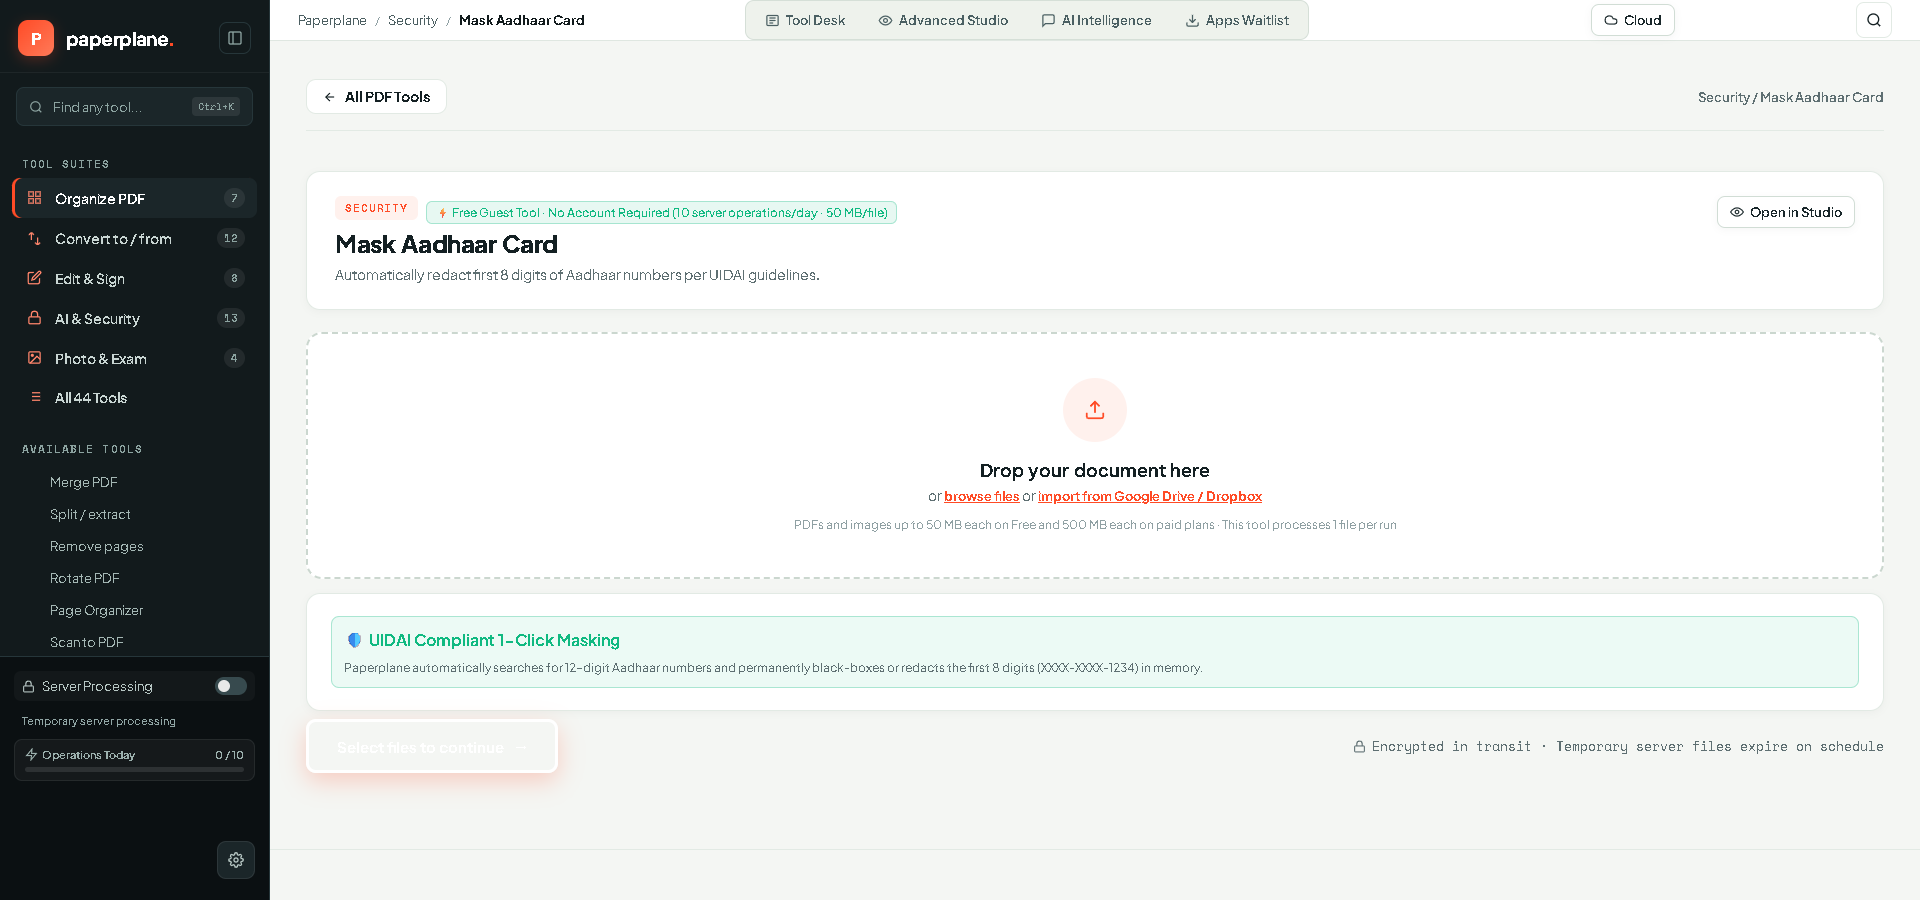 P paperplane.
Find any tool... Ctrl+K
TOOL SUITES
Organize PDF 7
Convert to / from 12
Edit & Sign 8
AI & Security 13
Photo & Exam 4
All 44 Tools
AVAILABLE TOOLS
Merge PDF
Split / extract
Remove pages
Rotate PDF
Page Organizer
Scan to PDF
Server Processing
Temporary server processing
Operations Today 0 / 10
Paperplane / Security / Mask Aadhaar Card
Tool Desk Advanced Studio AI Intelligence Apps Waitlist
Cloud
← All PDF Tools
Security / Mask Aadhaar Card
SECURITY
Free Guest Tool · No Account Required (10 server operations/day · 50 MB/file)
Open in Studio
Mask Aadhaar Card
Automatically redact first 8 digits of Aadhaar numbers per UIDAI guidelines.
Drop your document here
or browse files or import from Google Drive / Dropbox
PDFs and images up to 50 MB each on Free and 500 MB each on paid plans · This tool processes 1 file per run
UIDAI Compliant 1-Click Masking
Paperplane automatically searches for 12-digit Aadhaar numbers and permanently black-boxes or redacts the first 8 digits (XXXX-XXXX-1234) in memory.
Select files to continue →
Encrypted in transit · Temporary server files expire on schedule